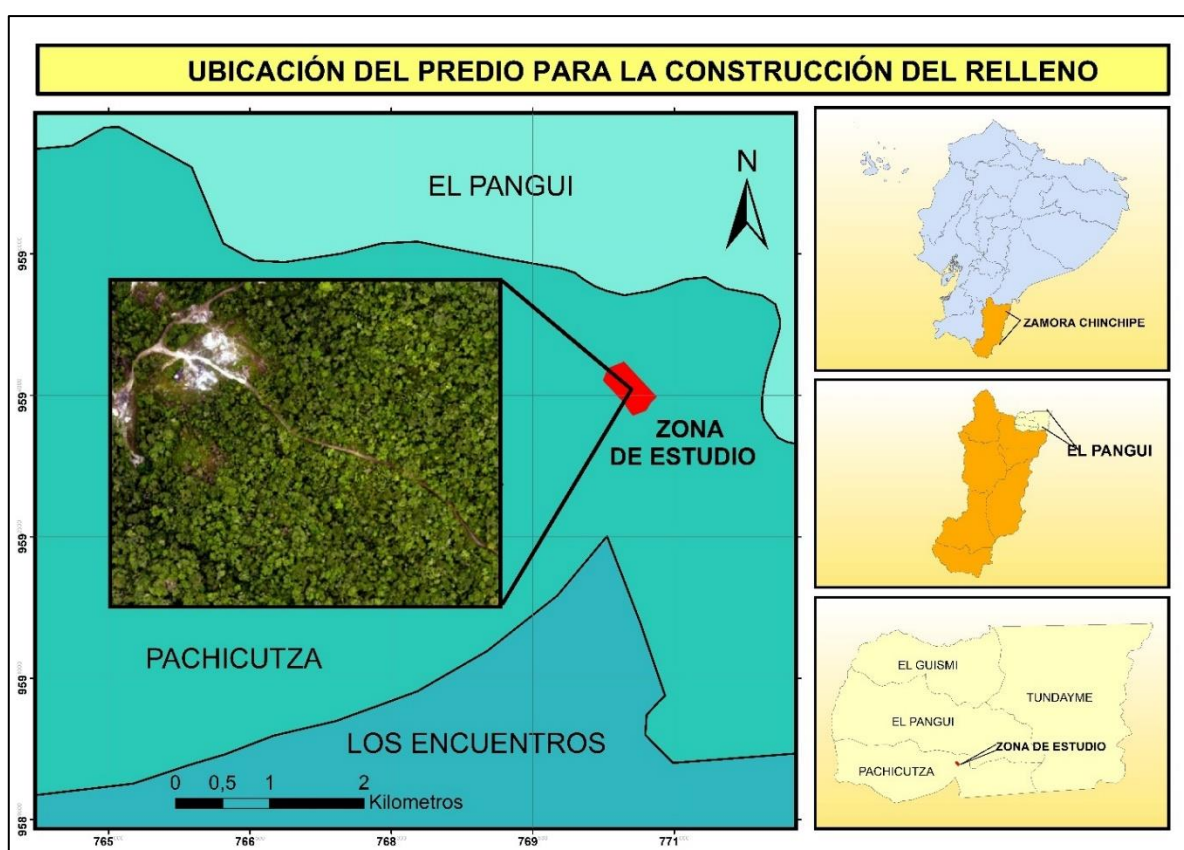 UBICACIÓN DEL PREDIO PARA LA CONSTRUCCIÓN DEL RELLENO
EL PANGUI
N
ZONA
DE ESTUDIO
PACHICUTZA
LOS ENCUENTROS
0 0,5 1 2
Kilometros
959
959
959
959
958
765 766 768 769 771
ZAMORA CHINCHIPE
EL PANGUI
EL GUISMI
TUNDAYME
EL PANGUI
ZONA DE ESTUDIO
PACHICUTZA